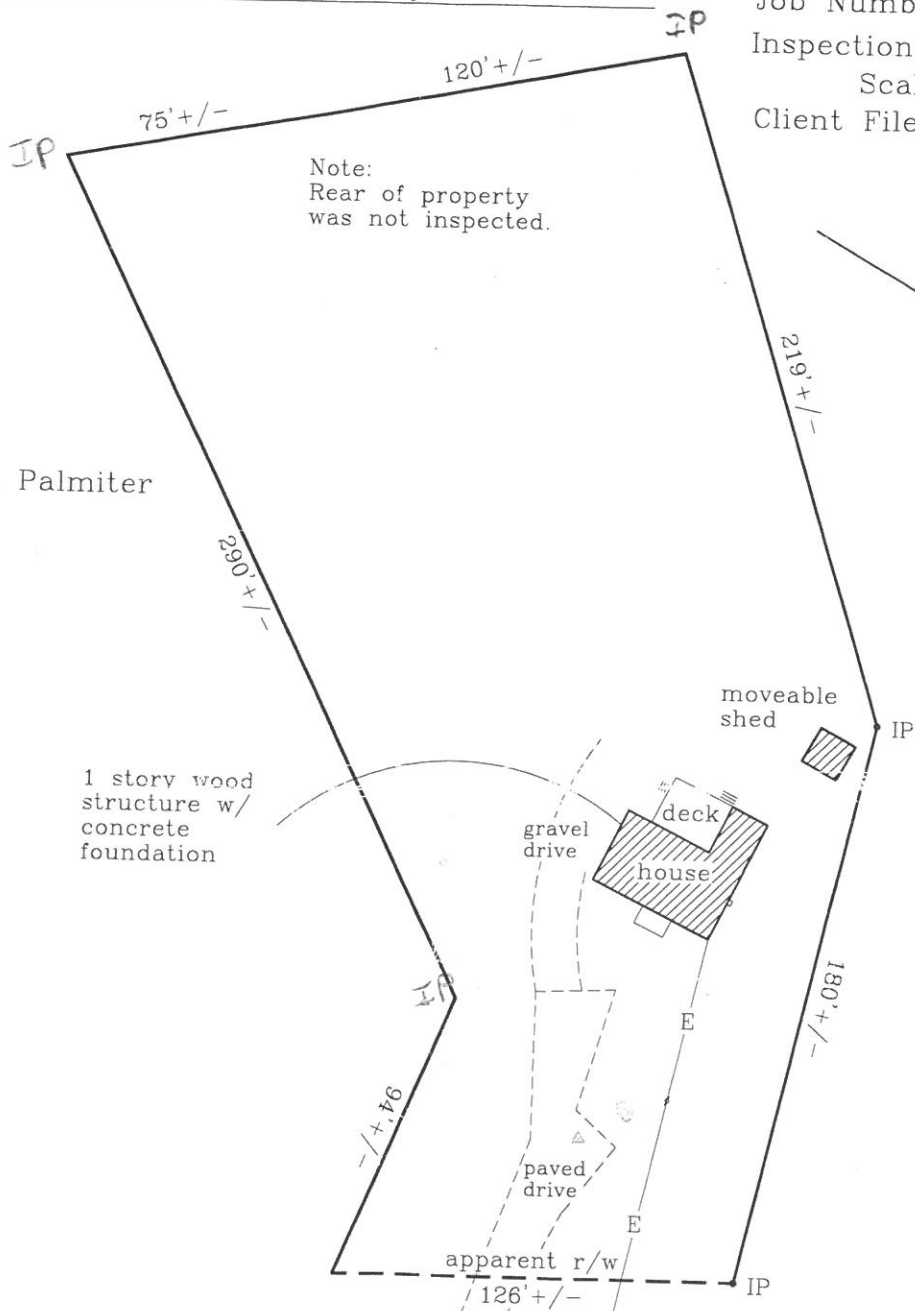 Job Numb
IP
Inspection
120'+/-
Scal
75'+/-
Client File
IP
Note:
Rear of property
was not inspected.
219'+/-
Palmiter
290'+/-
moveable
shed
IP
1 story wood
structure w/
concrete
foundation
deck
gravel
drive
house
IP
180'+/-
E
94'+/-
paved
drive
E
apparent r/w
IP
126'+/-